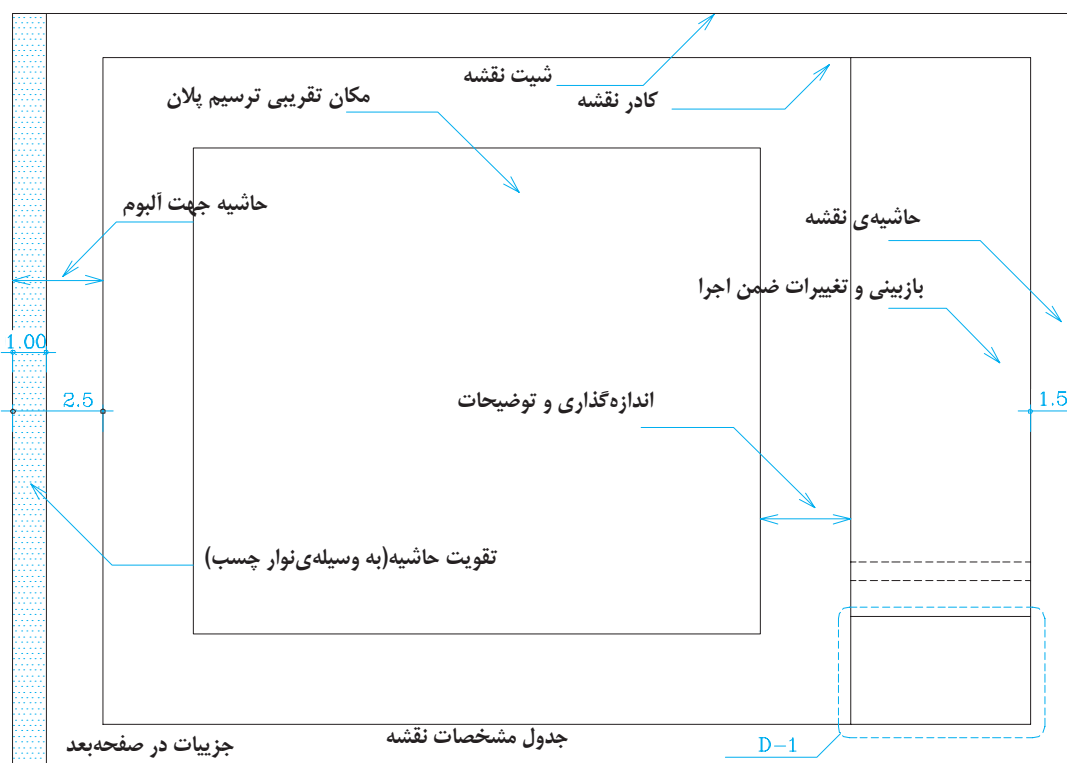 شیت نقشه
کادر نقشه
مکان تقریبی ترسیم پلان
حاشیه جهت آلبوم
حاشیه‌ی نقشه
بازبینی و تغییرات ضمن اجرا
1.00
2.5
اندازه‌گذاری و توضیحات
1.5
تقویت حاشیه(به وسیله‌ی‌نوار چسب)
جدول مشخصات نقشه
جزییات در صفحه‌بعد
D-1